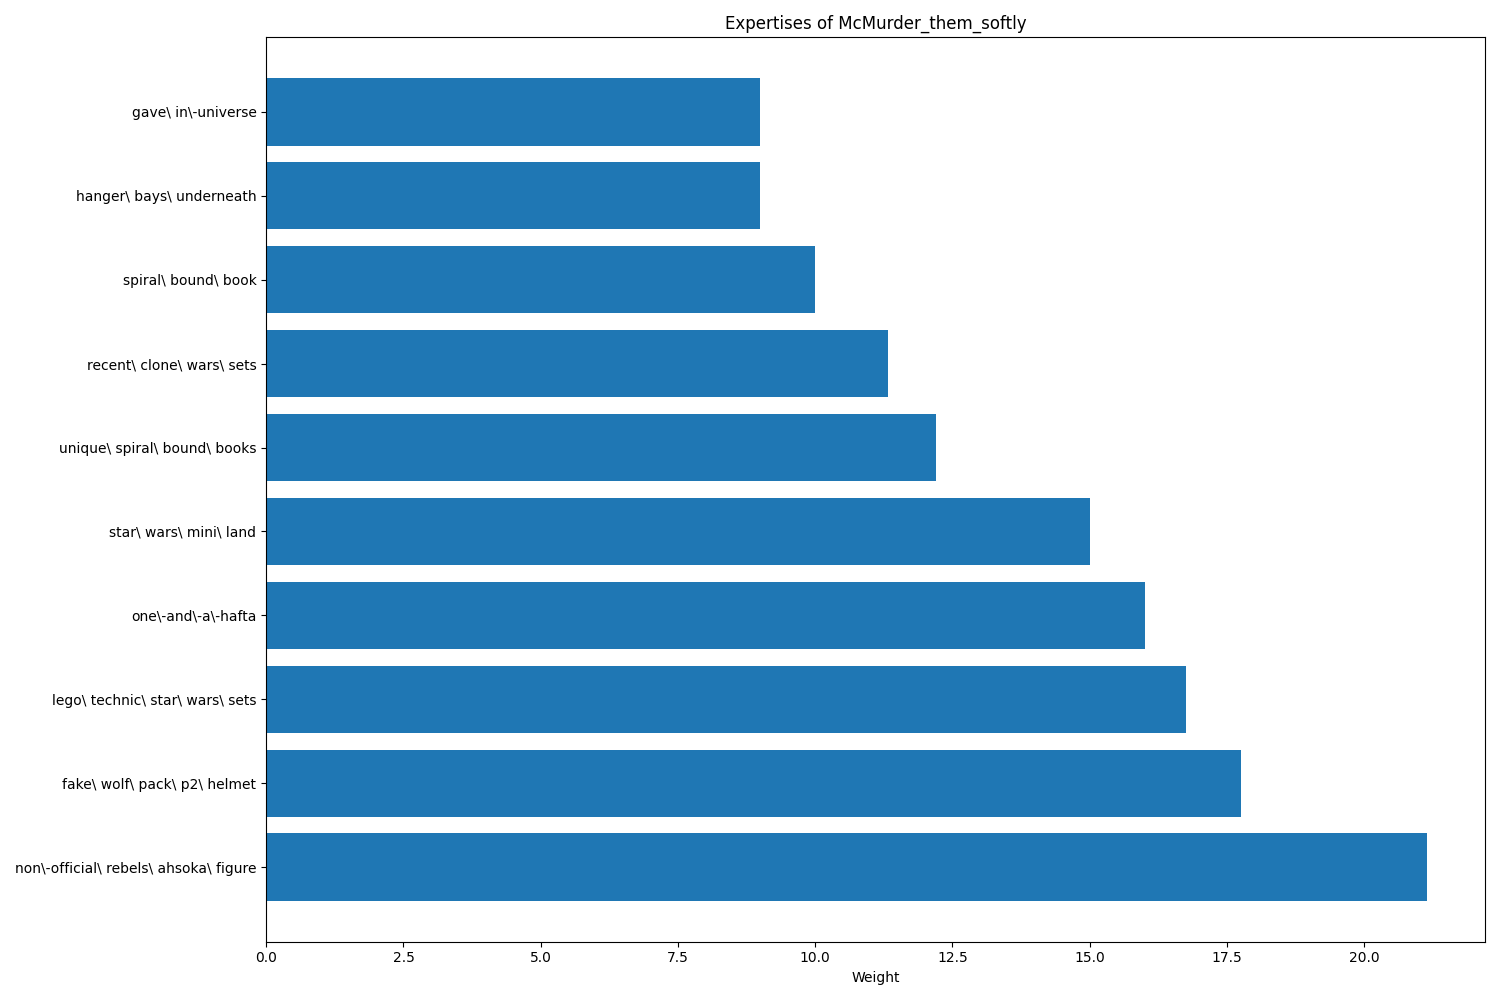 Expertises of McMurder_them_softly
gave\ in\-universe
hanger\ bays\ underneath
spiral\ bound\ book
recent\ clone\ wars\ sets
unique\ spiral\ bound\ books
star\ wars\ mini\ land
one\-and\-a\-hafta
lego\ technic\ star\ wars\ sets
fake\ wolf\ pack\ p2\ helmet
non\-official\ rebels\ ahsoka\ figure
0.0 2.5 5.0 7.5 10.0 12.5 15.0 17.5 20.0
Weight